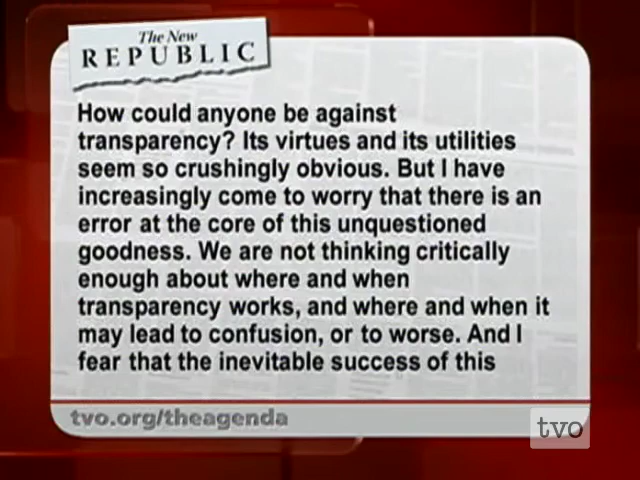 The New
REPUBLIC
How could anyone be against
transparency? Its virtues and its utilities
seem so crushingly obvious. But I have
increasingly come to worry that there is an
error at the core of this unquestioned
goodness. We are not thinking critically
enough about where and when
transparency works, and where and when it
may lead to confusion, or to worse. And I
fear that the inevitable success of this
tvo.org/theagenda
tvo